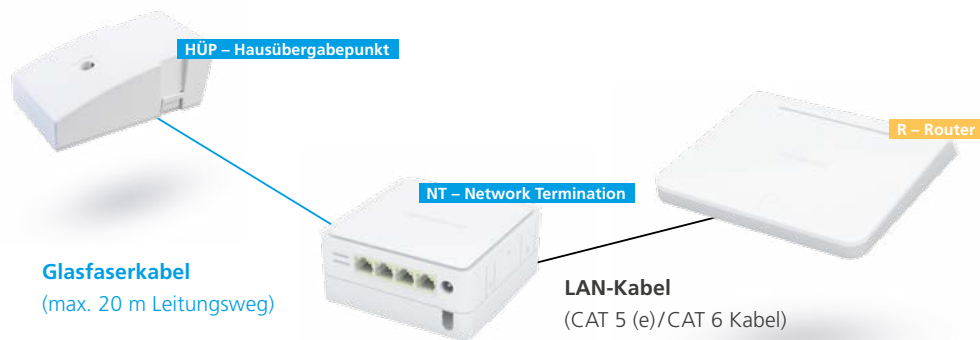 HÜP – Hausübergabepunkt
R – Router
NT – Network Termination
Glasfaserkabel
(max. 20 m Leitungsweg)
LAN-Kabel
(CAT 5 (e)/CAT 6 Kabel)